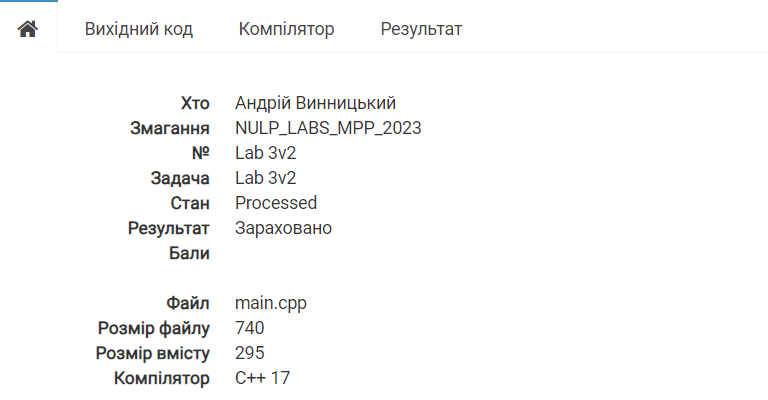 Вихідний код Компілятор Результат
Хто Андрій Винницький
Змагання NULP_LABS_MPP_2023
№ Lab 3v2
Задача Lab 3v2
Стан Processed
Результат Зараховано
Бали
Файл main.cpp
Розмір файлу 740
Розмір вмісту 295
Компілятор C++ 17